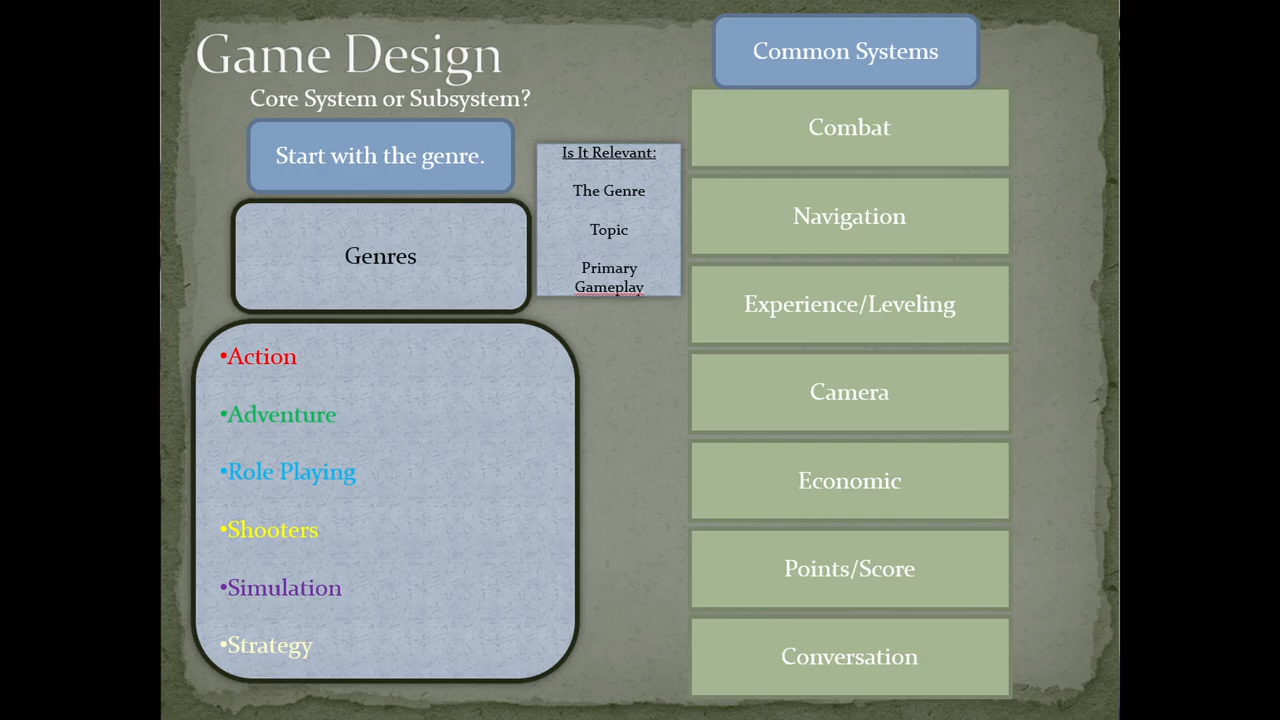 Game Design
Core System or Subsystem?
Start with the genre.
Genres
•Action
•Adventure
•Role Playing
•Shooters
•Simulation
•Strategy
Is It Relevant:
The Genre
Topic
Primary
Gameplay
Common Systems
Combat
Navigation
Experience/Leveling
Camera
Economic
Points/Score
Conversation